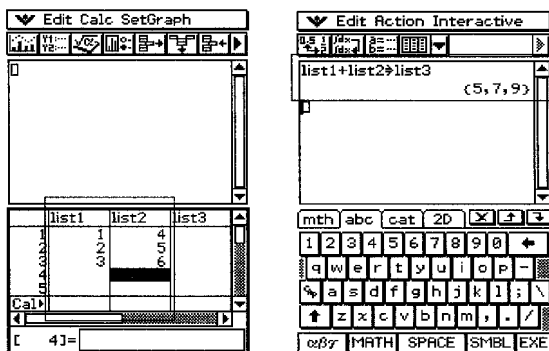 Edit Calc SetGraph
list1 list2 list3
1 1 4
2 2 5
3 3 6
4
5
Cal
[ 4]=
Edit Action Interactive
list1+list2⇒list3
{5,7,9}
mth abc cat 2D
1 2 3 4 5 6 7 8 9 0
q w e r t y u i o p -
a s d f g h j k l ; \
z x c v b n m , . /
αβγ MATH SPACE SMBL EXE